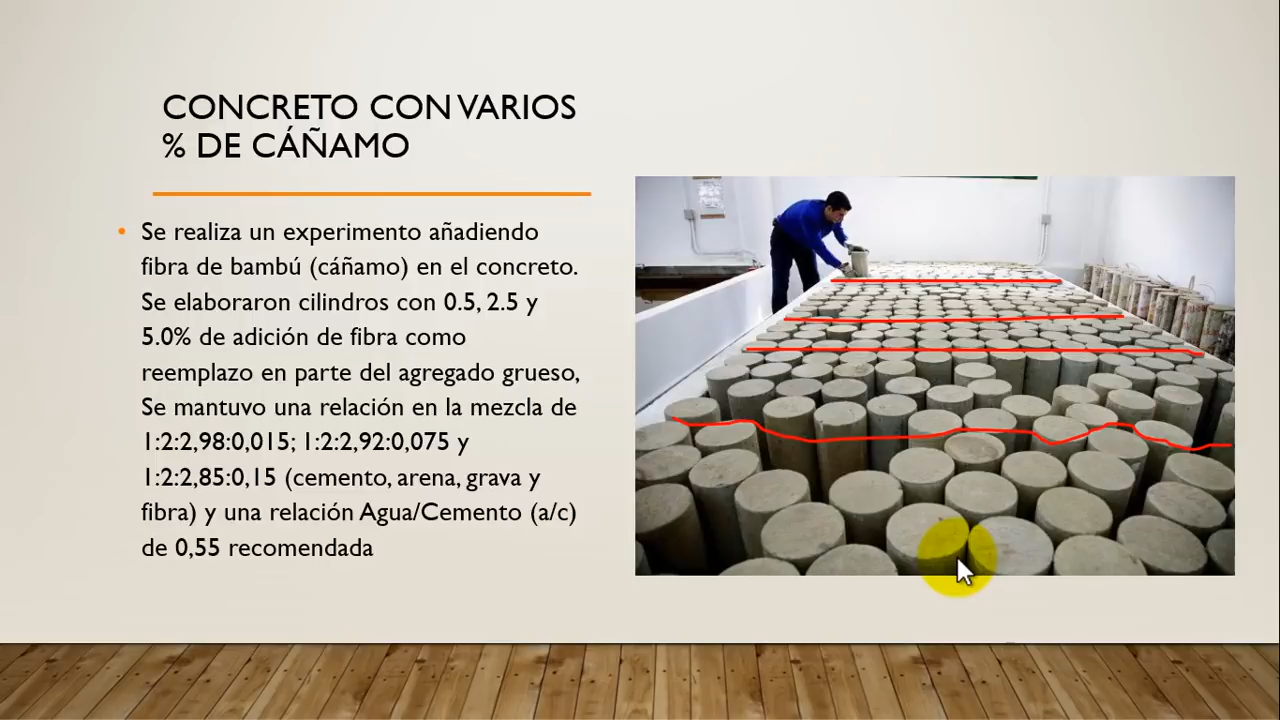 CONCRETO CON VARIOS
% DE CÁÑAMO
• Se realiza un experimento añadiendo
fibra de bambú (cáñamo) en el concreto.
Se elaboraron cilindros con 0.5, 2.5 y
5.0% de adición de fibra como
reemplazo en parte del agregado grueso,
Se mantuvo una relación en la mezcla de
1:2:2,98:0,015; 1:2:2,92:0,075 y
1:2:2,85:0,15 (cemento, arena, grava y
fibra) y una relación Agua/Cemento (a/c)
de 0,55 recomendada